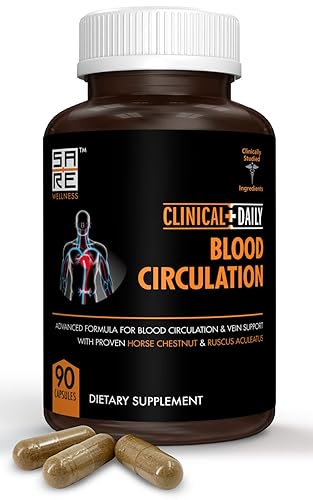 SA
RE™
WELLNESS
Clinically
Studied
Ingredients
CLINICAL+DAILY
BLOOD
CIRCULATION
ADVANCED FORMULA FOR BLOOD CIRCULATION & VEIN SUPPORT
WITH PROVEN HORSE CHESTNUT & RUSCUS ACULEATUS
90
CAPSULES
DIETARY SUPPLEMENT